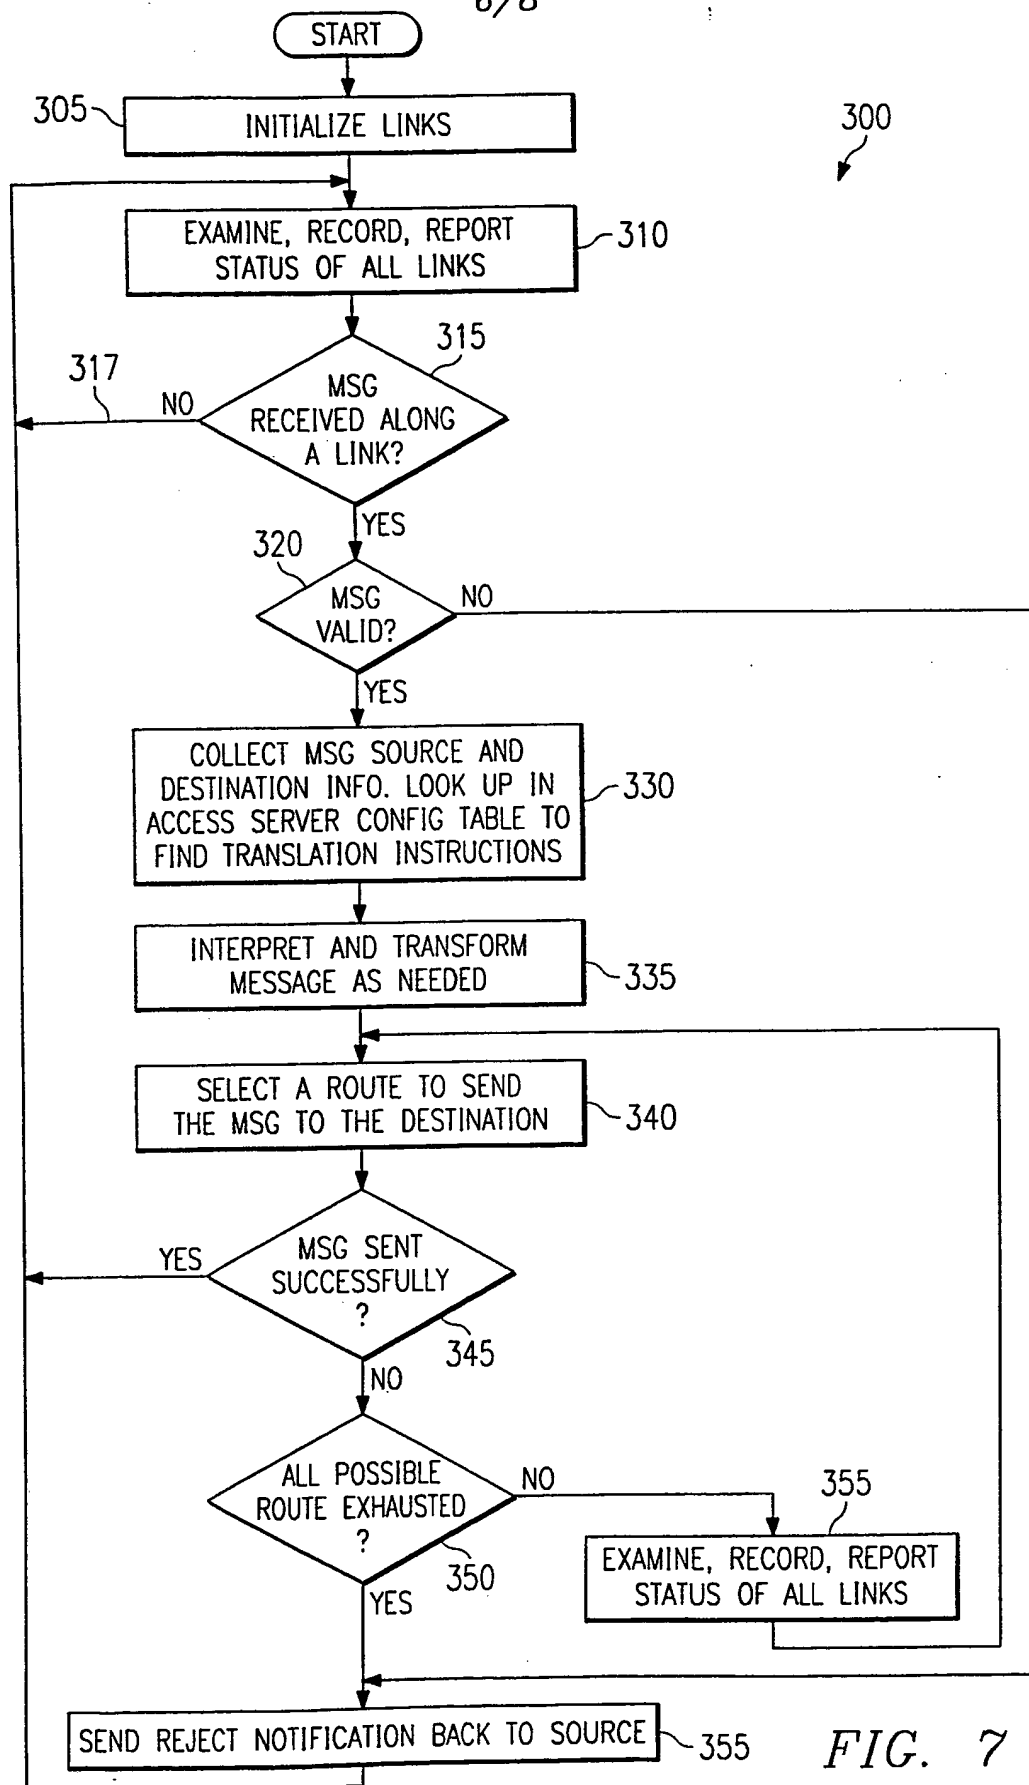 6/8
START
305
INITIALIZE LINKS
300
EXAMINE, RECORD, REPORT
STATUS OF ALL LINKS
310
315
317
NO
MSG
RECEIVED ALONG
A LINK?
YES
320
MSG
VALID?
NO
YES
COLLECT MSG SOURCE AND
DESTINATION INFO. LOOK UP IN
ACCESS SERVER CONFIG TABLE TO
FIND TRANSLATION INSTRUCTIONS
330
INTERPRET AND TRANSFORM
MESSAGE AS NEEDED
335
SELECT A ROUTE TO SEND
THE MSG TO THE DESTINATION
340
YES
MSG SENT
SUCCESSFULLY
?
345
NO
ALL POSSIBLE
ROUTE EXHAUSTED
?
350
NO
355
EXAMINE, RECORD, REPORT
STATUS OF ALL LINKS
YES
SEND REJECT NOTIFICATION BACK TO SOURCE
355
FIG. 7